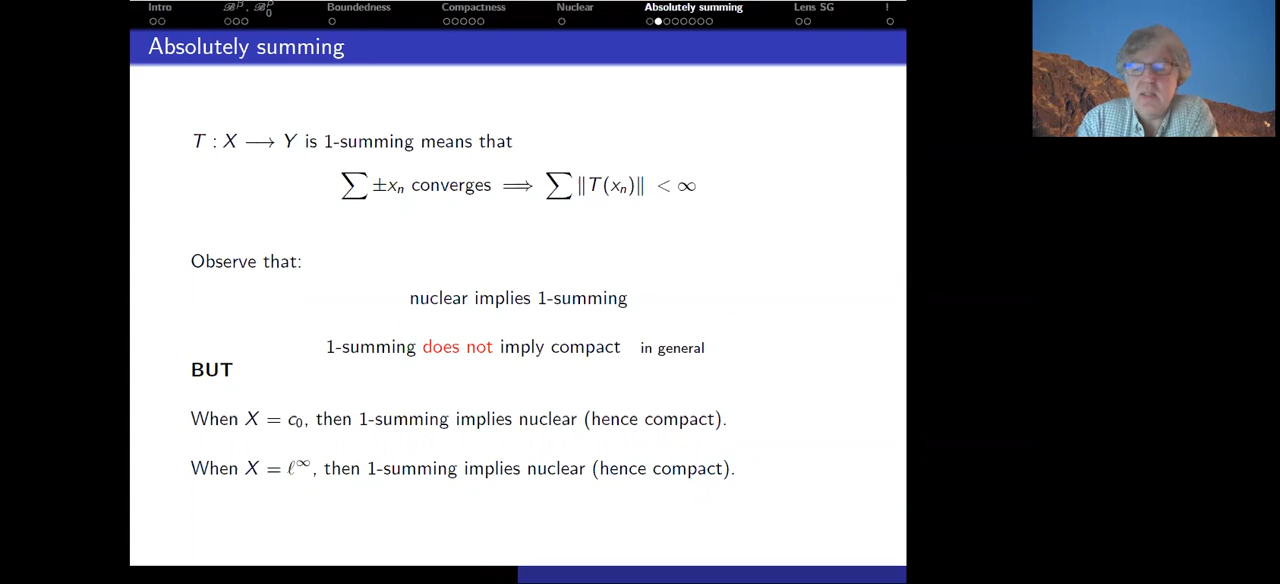 Intro ℬᵖ, ℬ₀ᵖ Boundedness Compactness Nuclear Absolutely summing Lens SG !
Absolutely summing
T : X ⟶ Y is 1-summing means that
∑ ±xₙ converges ⟹ ∑ ‖T(xₙ)‖ < ∞
Observe that:
nuclear implies 1-summing
1-summing does not imply compact in general
BUT
When X = c₀, then 1-summing implies nuclear (hence compact).
When X = ℓ^∞, then 1-summing implies nuclear (hence compact).